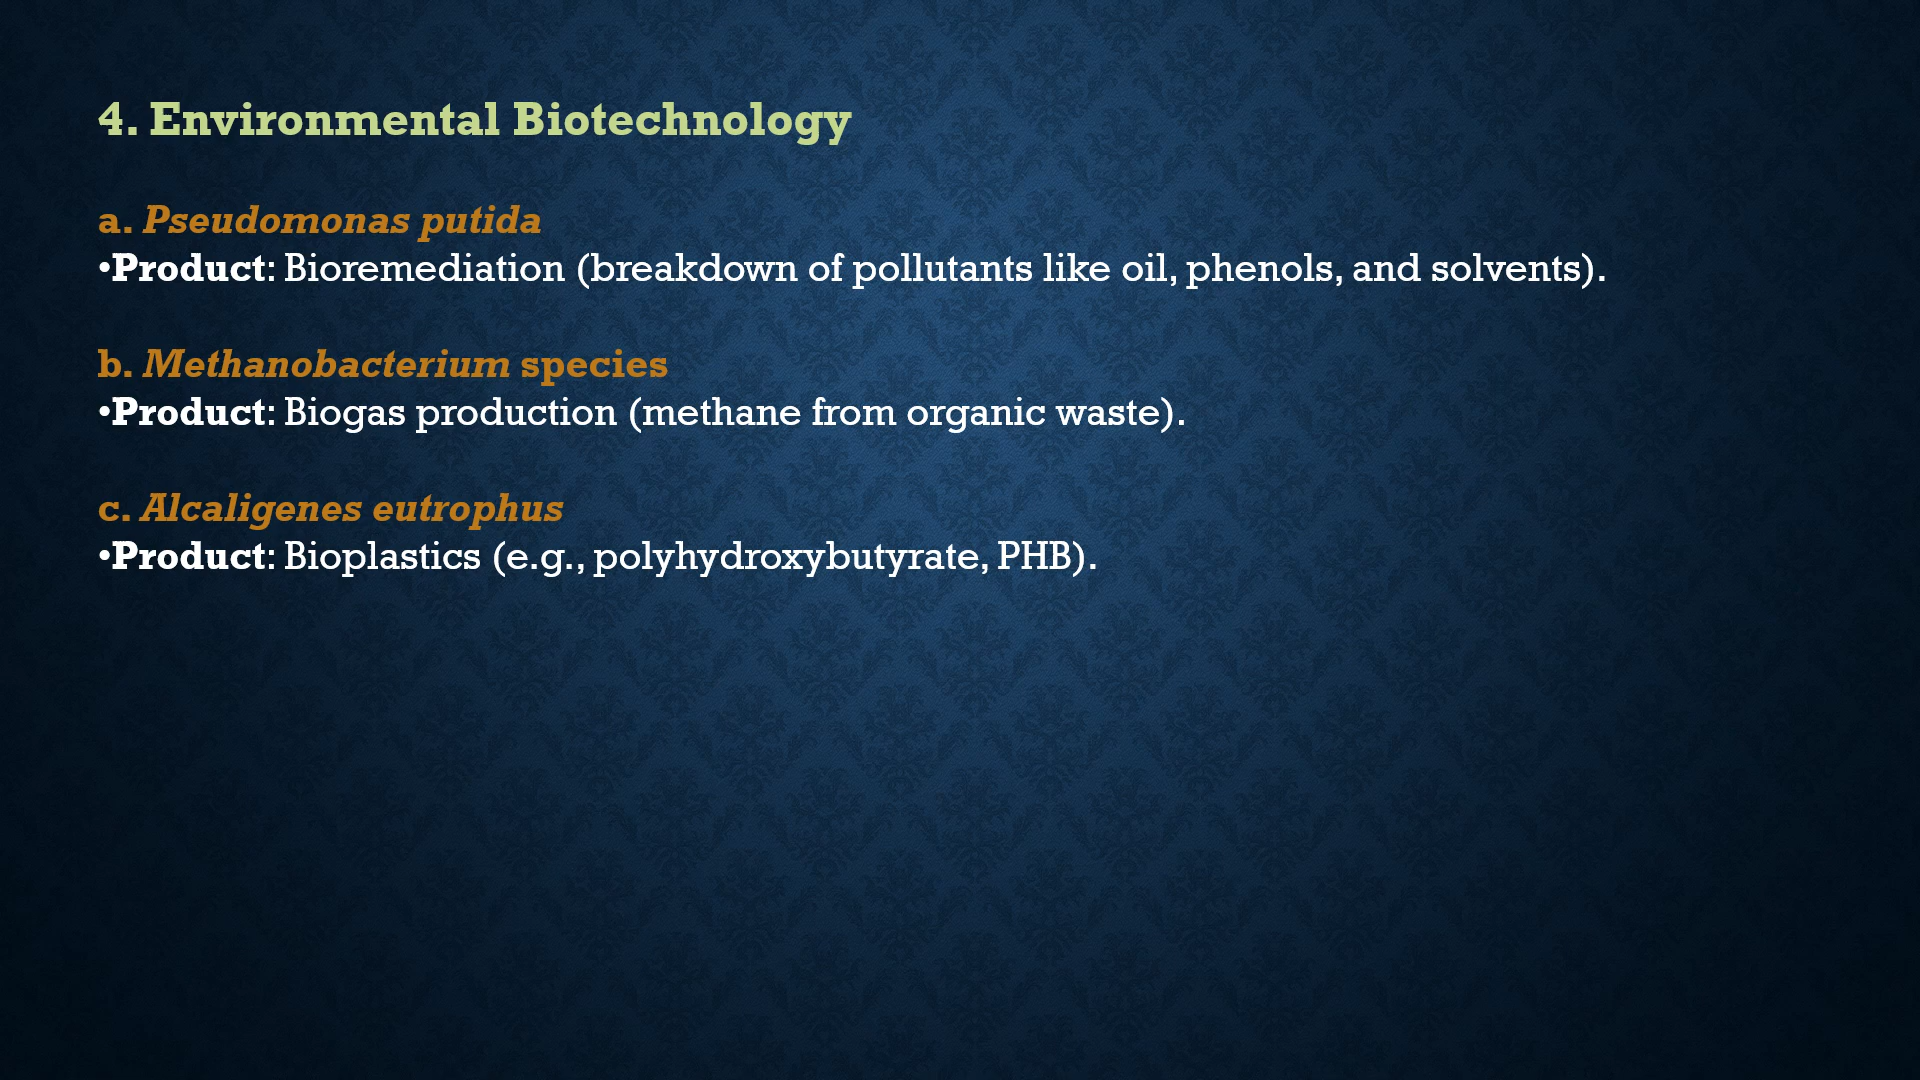 4. Environmental Biotechnology
a. Pseudomonas putida
•Product: Bioremediation (breakdown of pollutants like oil, phenols, and solvents).
b. Methanobacterium species
•Product: Biogas production (methane from organic waste).
c. Alcaligenes eutrophus
•Product: Bioplastics (e.g., polyhydroxybutyrate, PHB).